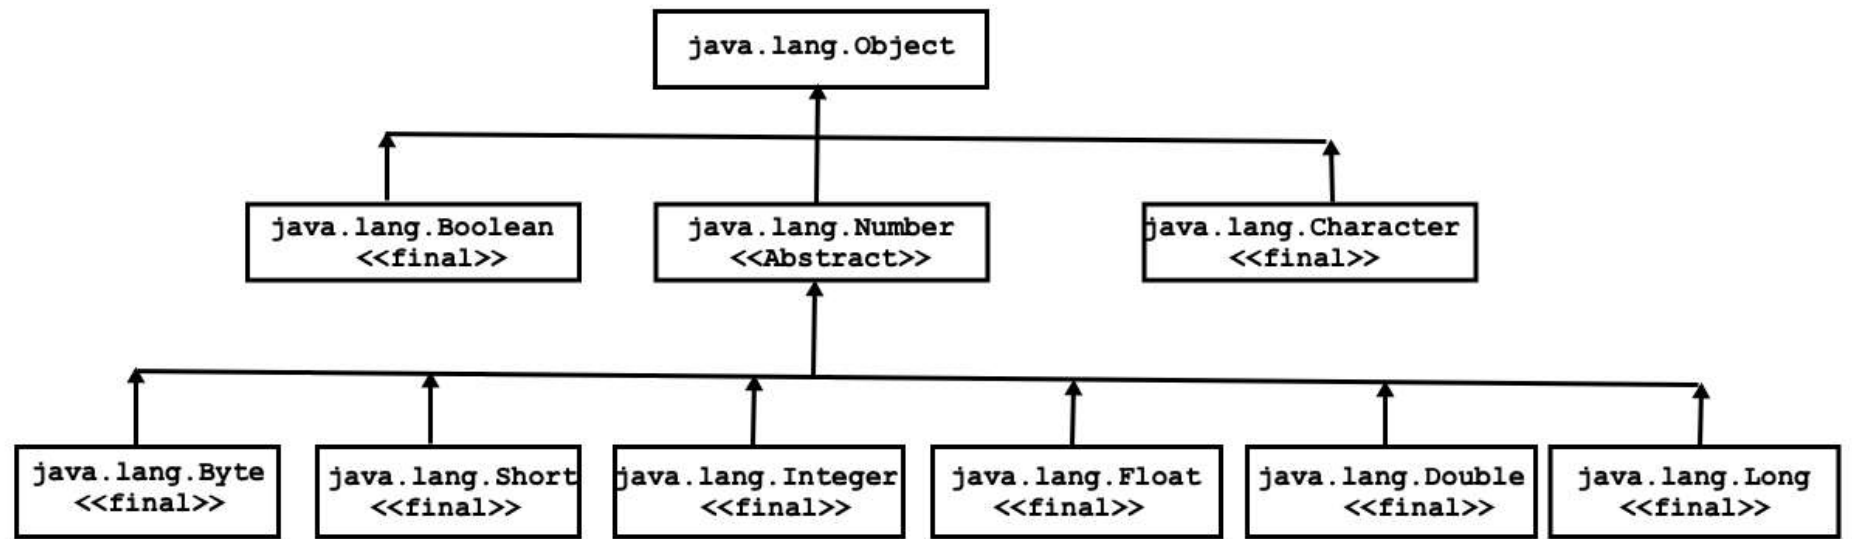 java.lang.Object
java.lang.Boolean
<<final>>
java.lang.Number
<<Abstract>>
java.lang.Character
<<final>>
java.lang.Byte
<<final>>
java.lang.Short
<<final>>
java.lang.Integer
<<final>>
java.lang.Float
<<final>>
java.lang.Double
<<final>>
java.lang.Long
<<final>>